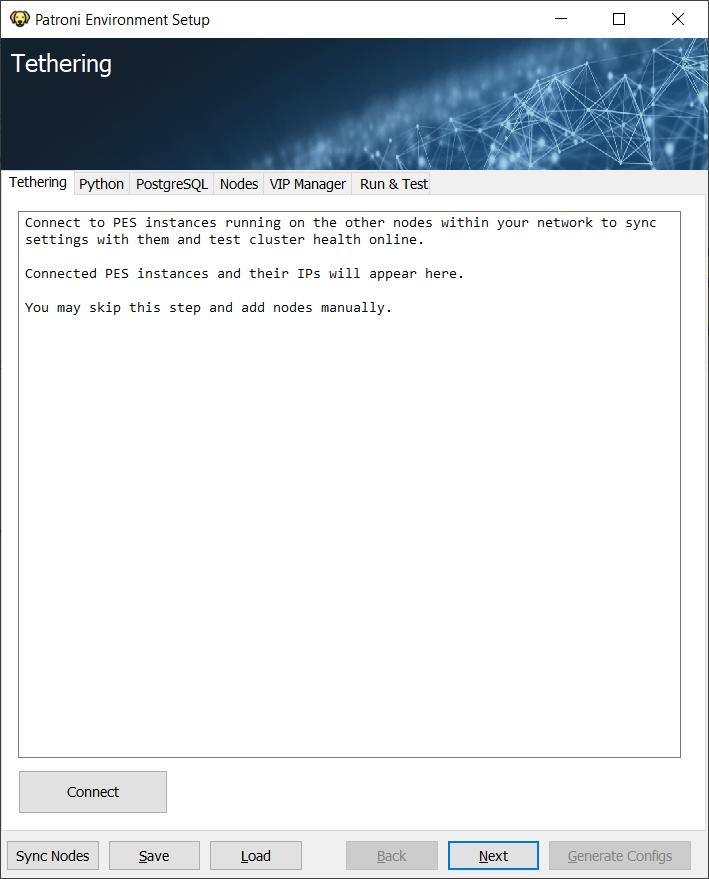 Patroni Environment Setup
Tethering
Tethering Python PostgreSQL Nodes VIP Manager Run & Test
Connect to PES instances running on the other nodes within your network to sync
settings with them and test cluster health online.
Connected PES instances and their IPs will appear here.
You may skip this step and add nodes manually.
Connect
Sync Nodes Save Load Back Next Generate Configs